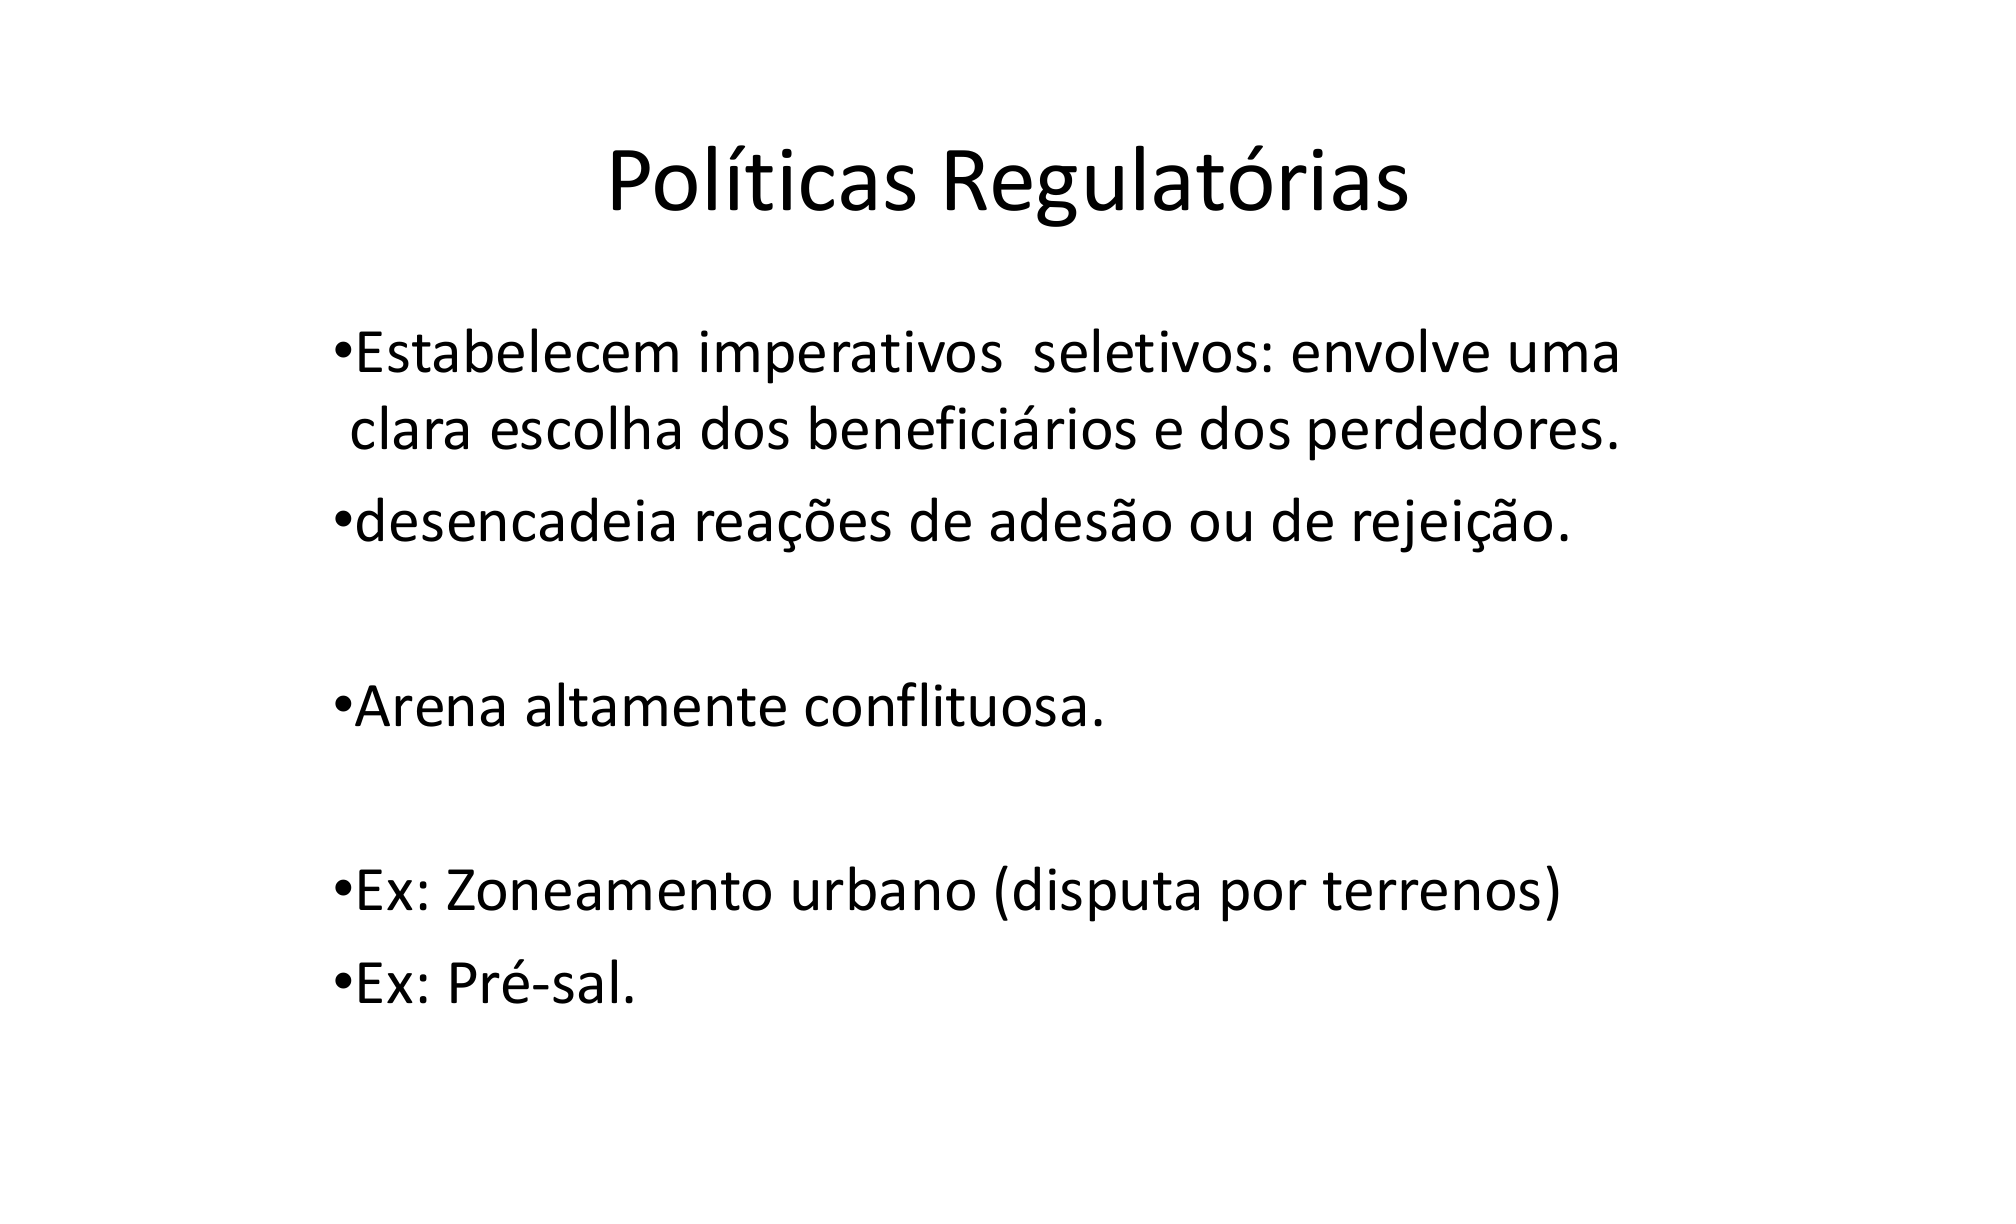 Políticas Regulatórias
•Estabelecem imperativos  seletivos: envolve uma
clara escolha dos beneficiários e dos perdedores.
•desencadeia reações de adesão ou de rejeição.
•Arena altamente conflituosa.
•Ex: Zoneamento urbano (disputa por terrenos)
•Ex: Pré-sal.